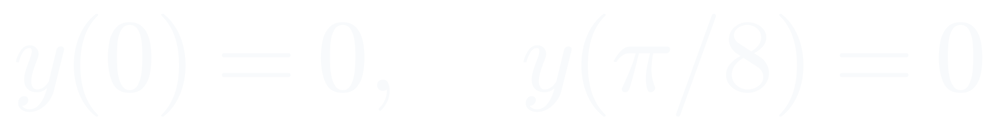 y(0) = 0, y(π/8) = 0